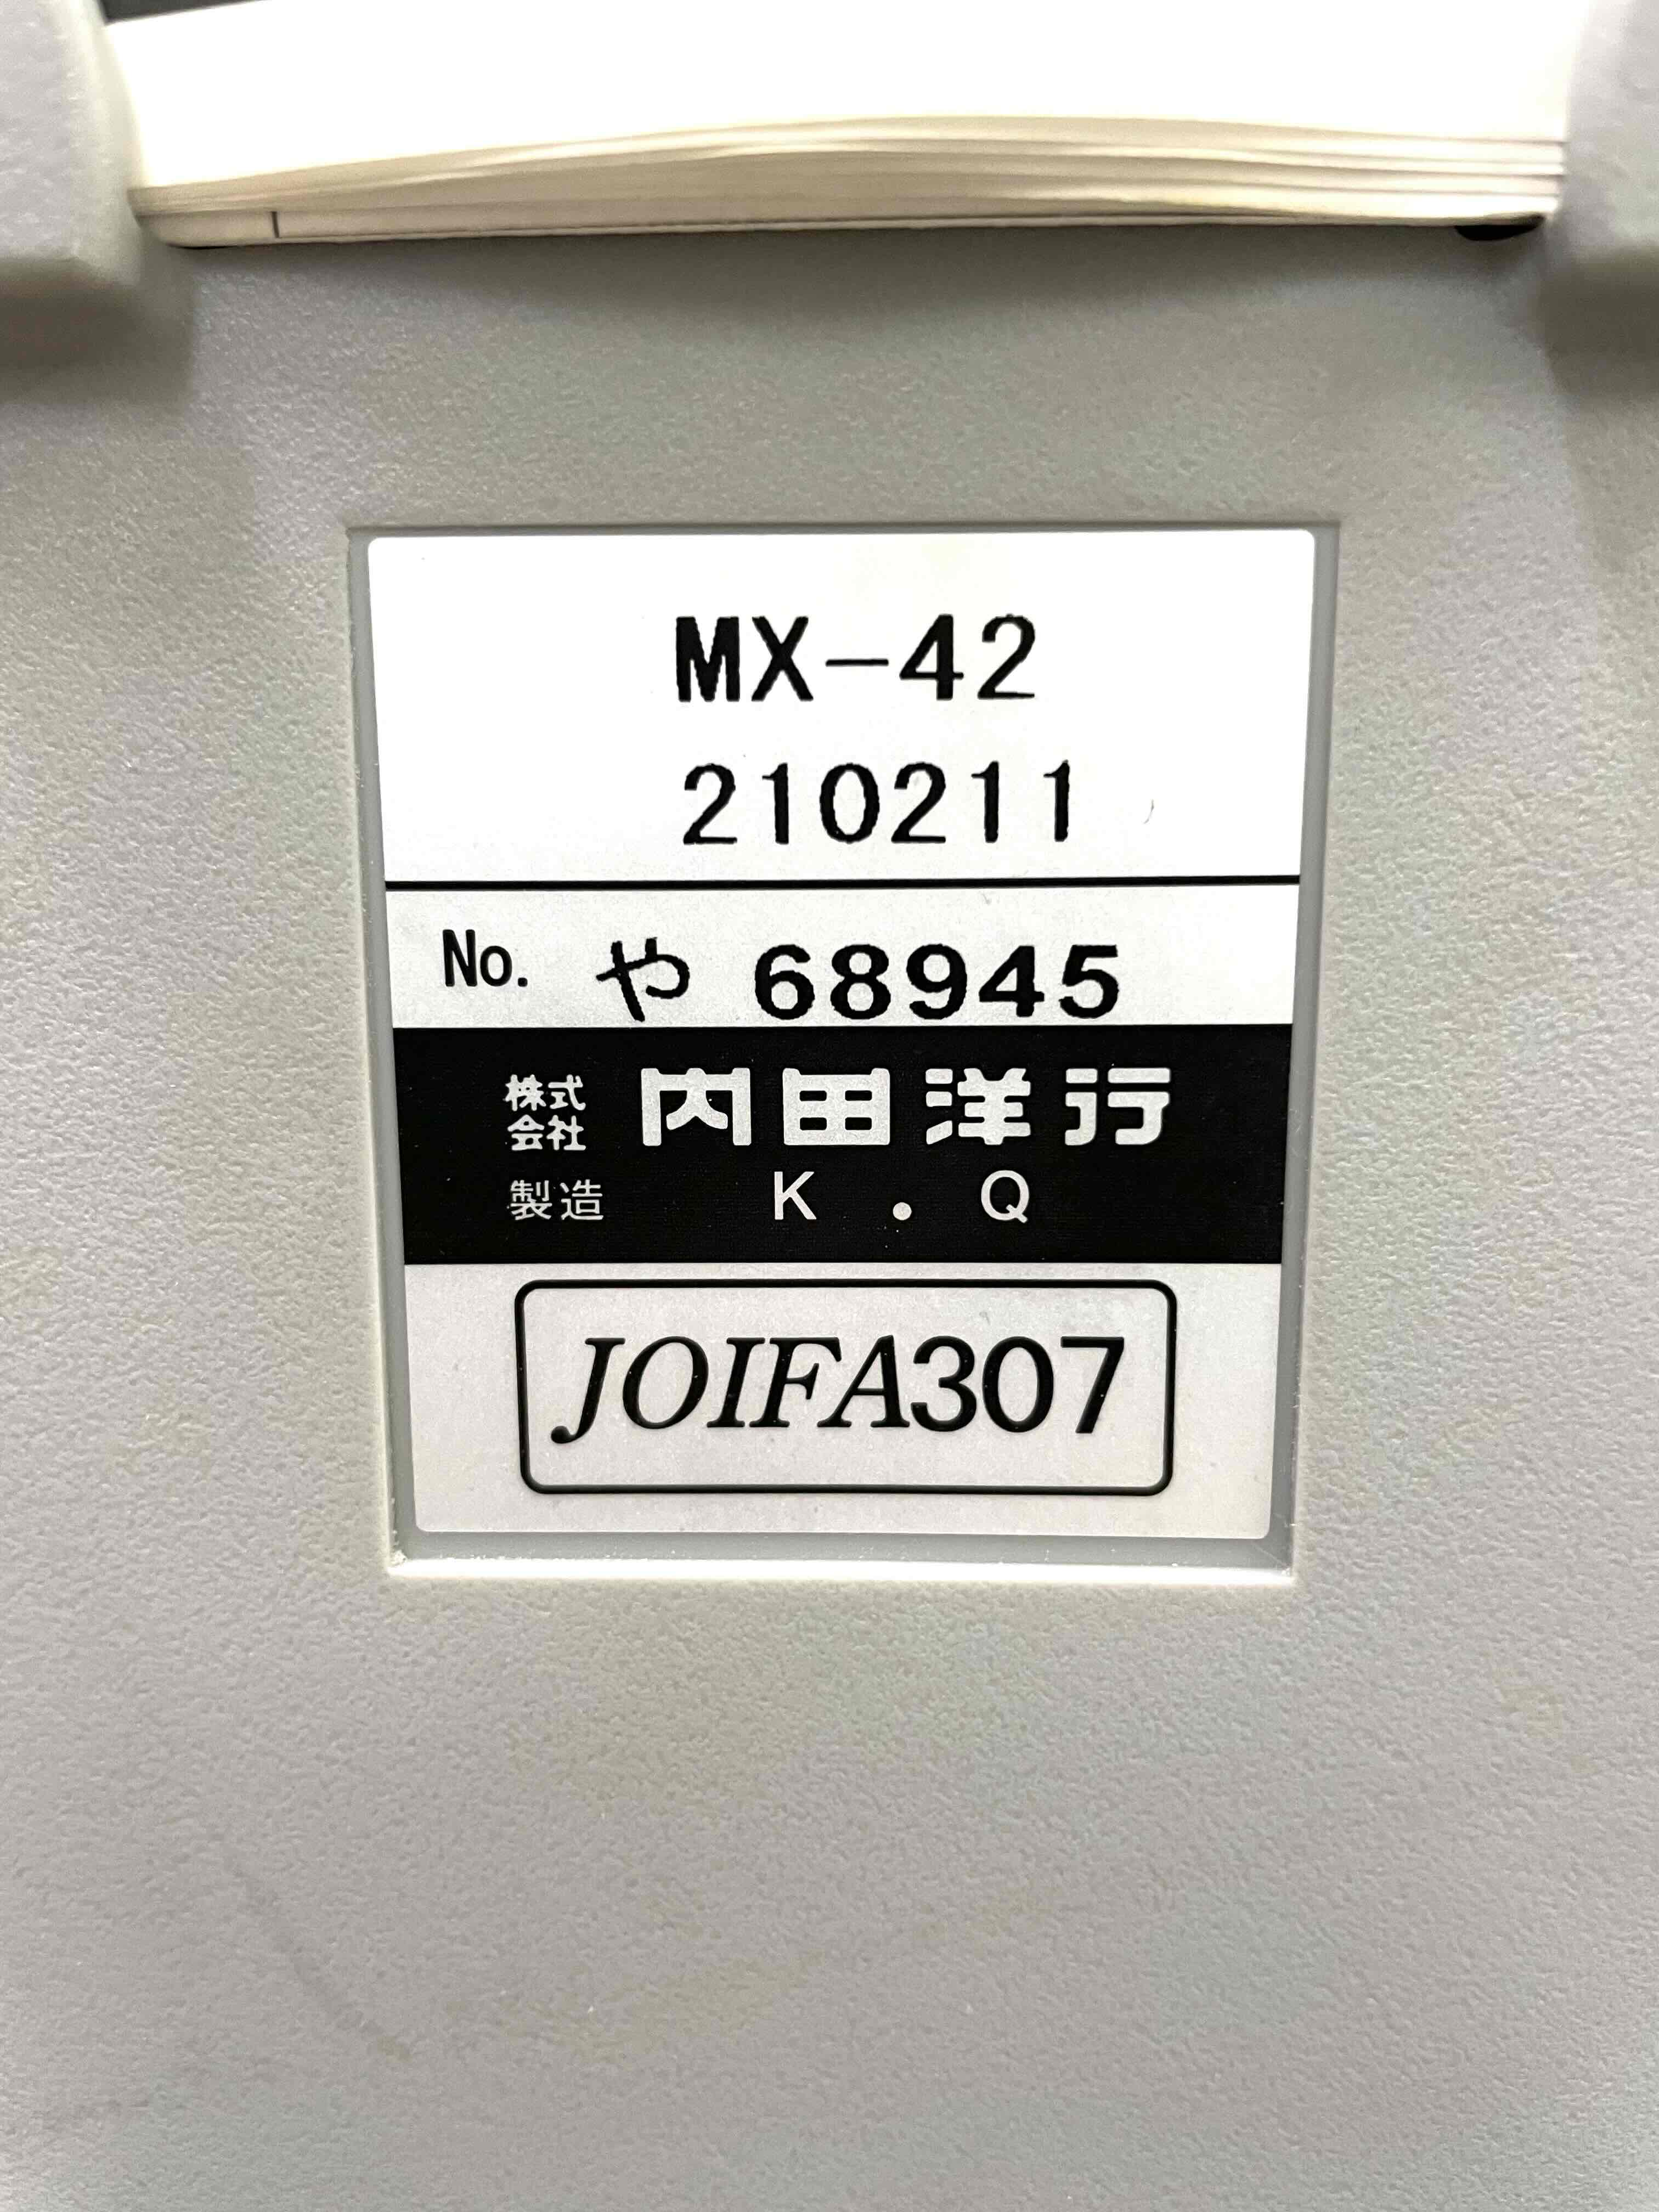 MX-42
210211
No. や 68945
株式会社 内田洋行
製造 K . Q
JOIFA307